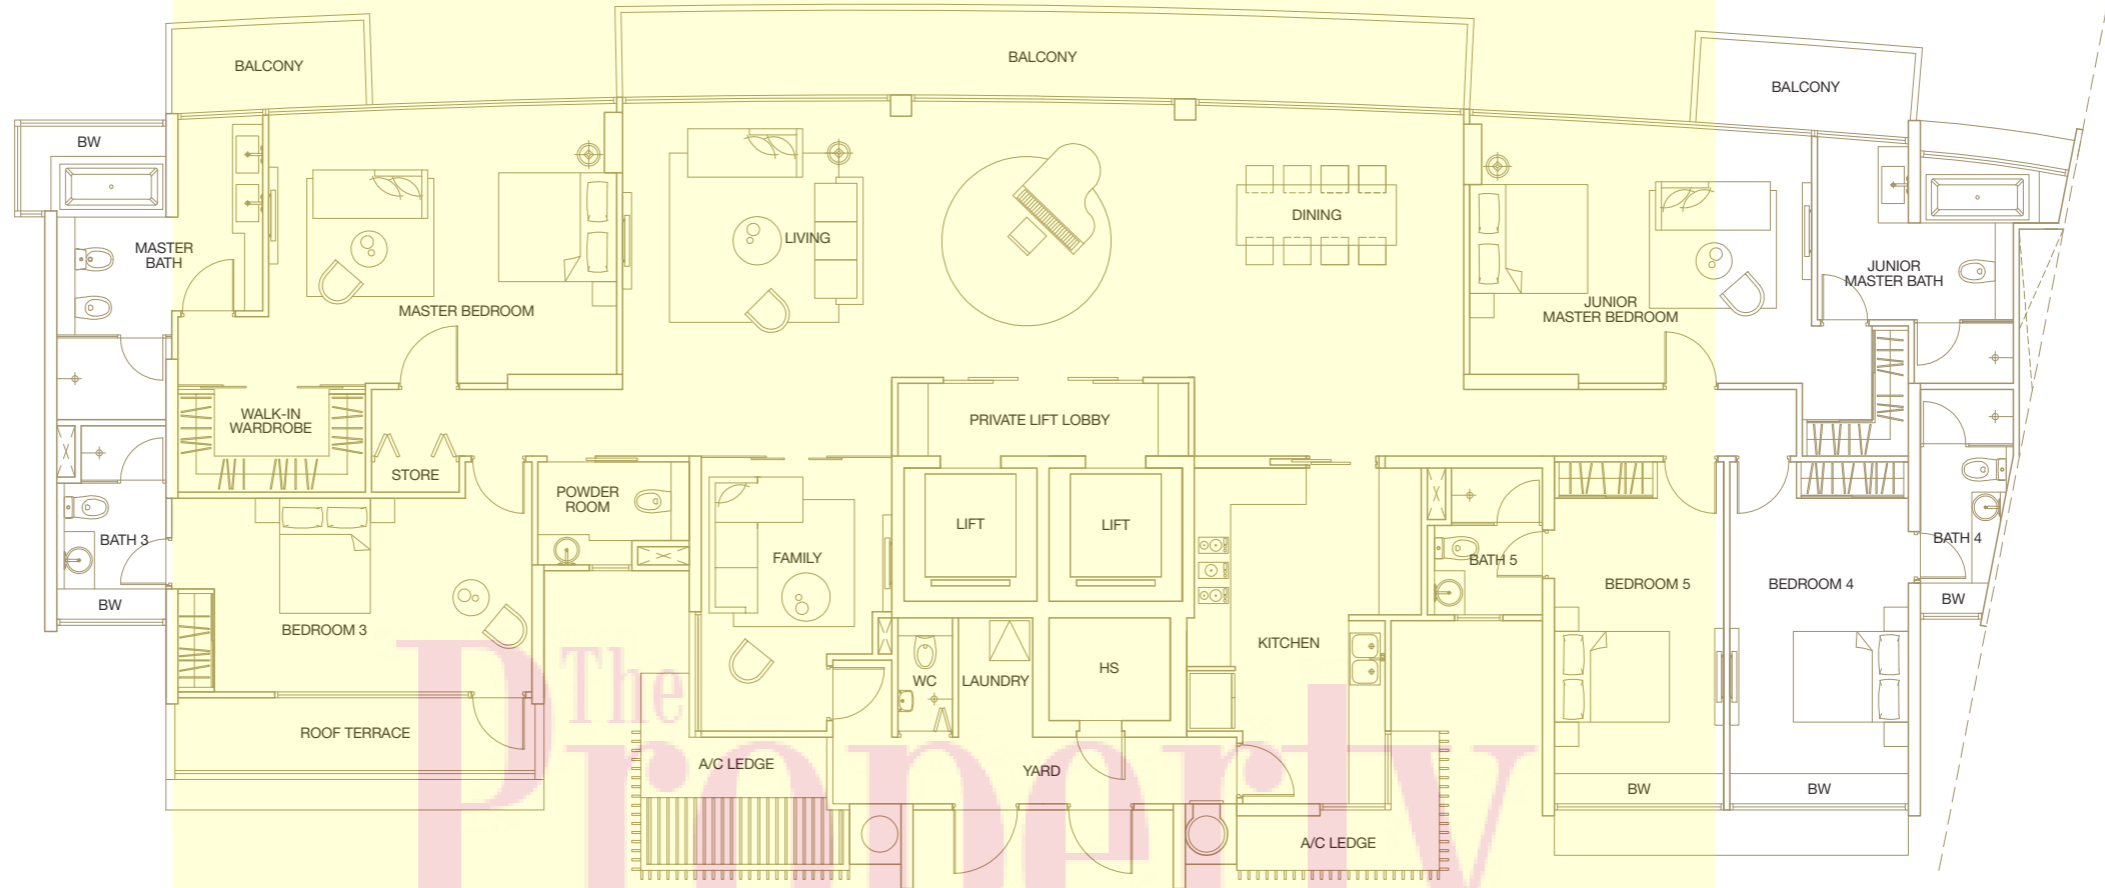 BALCONY
BALCONY
BALCONY
BW
MASTER
BATH
MASTER BEDROOM
LIVING
DINING
JUNIOR
MASTER BEDROOM
JUNIOR
MASTER BATH
WALK-IN
WARDROBE
STORE
PRIVATE LIFT LOBBY
POWDER
ROOM
LIFT
LIFT
BATH 3
FAMILY
BATH 5
BATH 4
BW
BEDROOM 3
BEDROOM 5
BEDROOM 4
BW
KITCHEN
WC
LAUNDRY
HS
ROOF TERRACE
A/C LEDGE
YARD
BW
BW
A/C LEDGE
The
Property